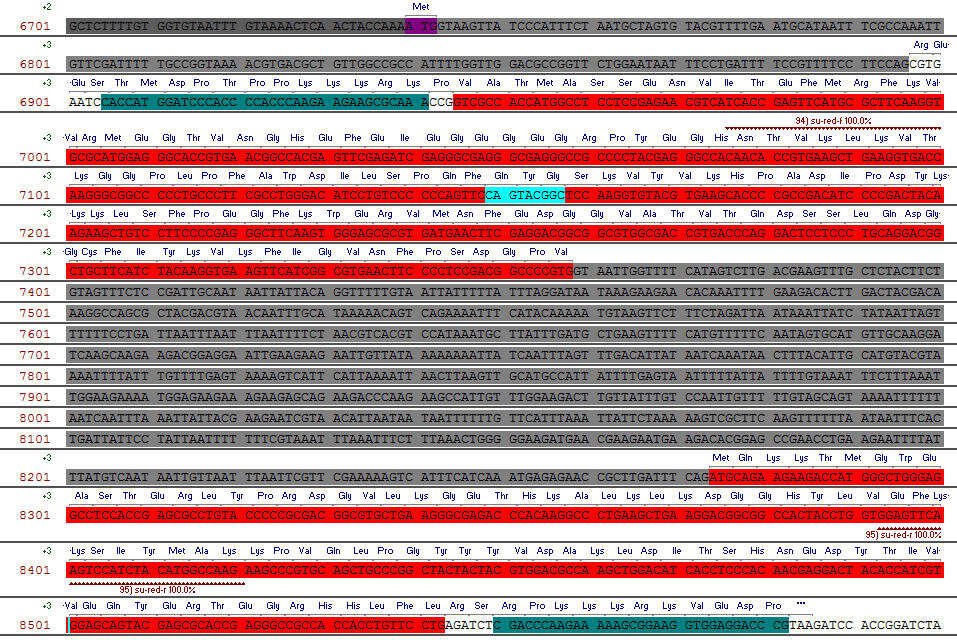 +2 Met
6701 GCTCTTTTGT GGTGTAATTT GTAAAACTCA ACTACCAAAA TGGTAAGTTA TCCCATTTCT AATGCTAGTG TACGTTTTGA ATGCATAATT TCGCCAAATT
+3 Arg Glu·
6801 GTTCGATTTT TGCCGGTAAA ACGTGACGCT GTTGGCCGCC ATTTTGGTTG GACGCCGGTT CTGGAATAAT TTCCTGATTT TCCGTTTTCC TTCCAGCGTG
+3 ·Glu Ser Thr Met Asp Pro Thr Pro Pro Lys Lys Lys Arg Lys Pro Val Ala Thr Met Ala Ser Ser Glu Asn Val Ile Thr Glu Phe Met Arg Phe Lys Val·
6901 AATCCACCAT GGATCCCACC CCACCCAAGA AGAAGCGCAA ACCGGTCGCC ACCATGGCCT CCTCCGAGAA CGTCATCACC GAGTTCATGC GCTTCAAGGT
94) su-red-f 100.0%
+3 ·Val Arg Met Glu Gly Thr Val Asn Gly His Glu Phe Glu Ile Glu Gly Glu Gly Glu Gly Arg Pro Tyr Glu Gly His Asn Thr Val Lys Leu Lys Val Thr
7001 GCGCATGGAG GGCACCGTGA ACGGCCACGA GTTCGAGATC GAGGGCGAGG GCGAGGGCCG CCCCTACGAG GGCCACAACA CCGTGAAGCT GAAGGTGACC
+3 Lys Gly Gly Pro Leu Pro Phe Ala Trp Asp Ile Leu Ser Pro Gln Phe Gln Tyr Gly Ser Lys Val Tyr Val Lys His Pro Ala Asp Ile Pro Asp Tyr Lys·
7101 AAGGGCGGCC CCCTGCCCTT CGCCTGGGAC ATCCTGTCCC CCCAGTTCCA GTACGGCTCC AAGGTGTACG TGAAGCACCC CGCCGACATC CCCGACTACA
+3 ·Lys Lys Leu Ser Phe Pro Glu Gly Phe Lys Trp Glu Arg Val Met Asn Phe Glu Asp Gly Gly Val Ala Thr Val Thr Gln Asp Ser Ser Leu Gln Asp Gly·
7201 AGAAGCTGTC CTTCCCCGAG GGCTTCAAGT GGGAGCGCGT GATGAACTTC GAGGACGGCG GCGTGGCGAC CGTGACCCAG GACTCCTCCC TGCAGGACGG
+3 ·Gly Cys Phe Ile Tyr Lys Val Lys Phe Ile Gly Val Asn Phe Pro Ser Asp Gly Pro Val
7301 CTGCTTCATC TACAAGGTGA AGTTCATCGG CGTGAACTTC CCCTCCGACG GCCCCGTGGT AATTGGTTTT CATAGTCTTG ACGAAGTTTG CTCTACTTCT
7401 GTAGTTTCTC CGATTGCAAT AATTATTACA GGTTTTTGTA ATTATTTTTA TTTAGGATAA TAAAGAAGAA CACAAATTTT GAAGACACTT GACTACGACA
7501 AAGGCCAGCG CTACGACGTA ACAATTTGCA TAAAAACAGT CAGAAAATTT CATACAAAAA TGTAAGTTCT TTCTAGATTA ATAAATTATC TATAATTAGT
7601 TTTTTCCTGA TTAATTTAAT TTAATTTTCT AACGTCACGT CCATAAATGC TTATTTGATG CTGAAGTTTT CATGTTTTTC AATAGTGCAT GTTGCAAGGA
7701 TCAAGCAAGA AGACGGAGGA ATTGAAGAAG AATTGTTATA AAAAAAATTA TCAATTTAGT TTGACATTAT AATCAAATAA CTTTACATTG CATGTACGTA
7801 AAATTTTATT TGTTTTGAGT AAAAGTCATT CATTAAAATT AACTTAAGTT GCATGCCATT ATTTTGAGTA ATTTTTATTA TTTTGTAAAT TTCTTTAAAT
7901 TGGAAGAAAA ATGGAGAAGA AGAAGAGCAG AAGACCCAAG AAGCCATTGT TTGGAAGACT TTGTTATTTGT CCAATTGTTT TTGTAGCAGT AAAATTTTTT
8001 AATCAATTTA AATTATTACG AAGAATCGTA ACATTAATAA TAATTTTTTG TTCATTTAAA TTATTCTAAA AAGTCGCTTC AAGTTTTTTA ATAATTTCAC
8101 TGATTATTCC TATTAATTTT TTTCGTAAAT TTAAATTTCT TTAAACTGGG GGAAGATGAA CGAAGAATGA AGACACGGAG CCGAACCTGA AGAATTTTAT
+3 Met Gln Lys Lys Thr Met Gly Trp Glu
8201 TTATGTCAAT AATTGTTAAT TTAATTCGTT CGAAAAAGTC ATTTCATCAA ATGAGAGAAC CGCTTGATTT CAGATGCAGA AGAAGACCAT GGGCTGGGAG
+3 Ala Ser Thr Glu Arg Leu Tyr Pro Arg Asp Gly Val Leu Lys Gly Glu Thr His Lys Ala Leu Lys Leu Lys Asp Gly Gly His Tyr Leu Val Glu Phe Lys·
8301 GCCTCCACCG AGCGCCTGTA CCCCCGCGAC GGCGTGCTGA AGGGCGAGAC CCACAAGGCC CTGAAGCTGA AGGACGGCGG CCACTACCTG GTGGAGTTCA
95) su-red-r 100.0%
+3 ·Lys Ser Ile Tyr Met Ala Lys Lys Pro Val Gln Leu Pro Gly Tyr Tyr Tyr Val Asp Ala Lys Leu Asp Ile Thr Ser His Asn Glu Asp Tyr Thr Ile Val·
8401 AGTCCATCTA CATGGCCAAG AAGCCCGTGC AGCTGCCCGG CTACTACTAC GTGGACGCCA AGCTGGACAT CACCTCCCAC AACGAGGACT ACACCATCGT
95) su-red-r 100.0%
+3 ·Val Glu Gln Tyr Glu Arg Thr Glu Gly Arg His His Leu Phe Leu Arg Ser Arg Pro Lys Lys Lys Arg Lys Val Glu Asp Pro ···
8501 GGAGCAGTAC GAGCGCACCG AGGGCCGCCA CCACCTGTTC CTGAGATCTC GACCCAAGAA AAAGCGGAAG GTGGAGGACC CGTAAGATCC ACCGGATCTA